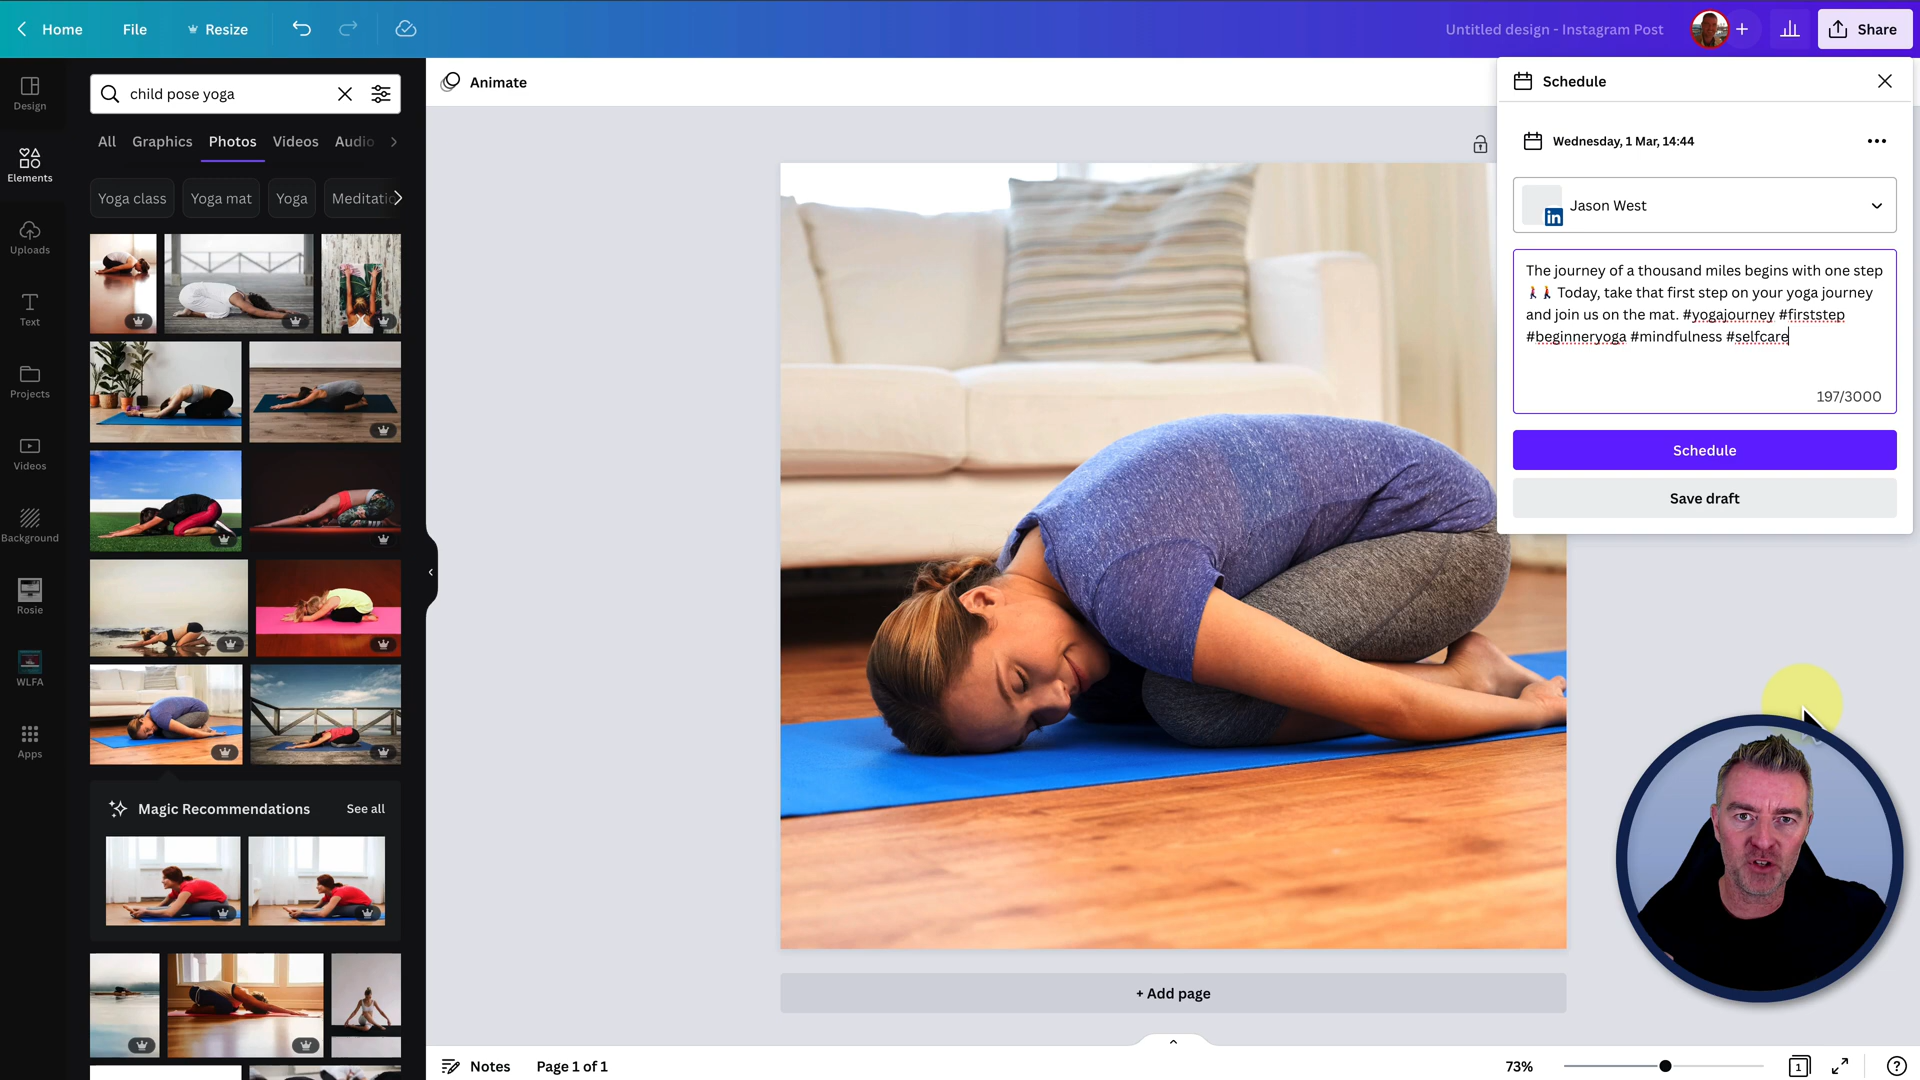 Home
File
Resize
Untitled design - Instagram Post
Share
Design
Elements
Uploads
Text
Projects
Videos
Background
Rosie
WLFA
Apps
child pose yoga
All
Graphics
Photos
Videos
Audio
Yoga class
Yoga mat
Yoga
Meditatic
Magic Recommendations
See all
Animate
+ Add page
Notes
Page 1 of 1
73%
1
Schedule
Wednesday, 1 Mar, 14:44
in
Jason West
The journey of a thousand miles begins with one step
Today, take that first step on your yoga journey
and join us on the mat. #yogajourney #firststep
#beginneryoga #mindfulness #selfcare
197/3000
Schedule
Save draft